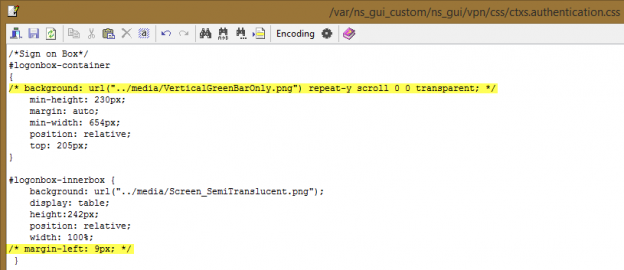 /var/ns_gui_custom/ns_gui/vpn/css/ctxs.authentication.css
Encoding
/*Sign on Box*/
#logonbox-container
{
/* background: url("../media/VerticalGreenBarOnly.png") repeat-y scroll 0 0 transparent; */
min-height: 230px;
margin: auto;
min-width: 654px;
position: relative;
top: 205px;
}
#logonbox-innerbox {
background: url("../media/Screen_SemiTranslucent.png");
display: table;
height:242px;
position: relative;
width: 100%;
/* margin-left: 9px; */
}